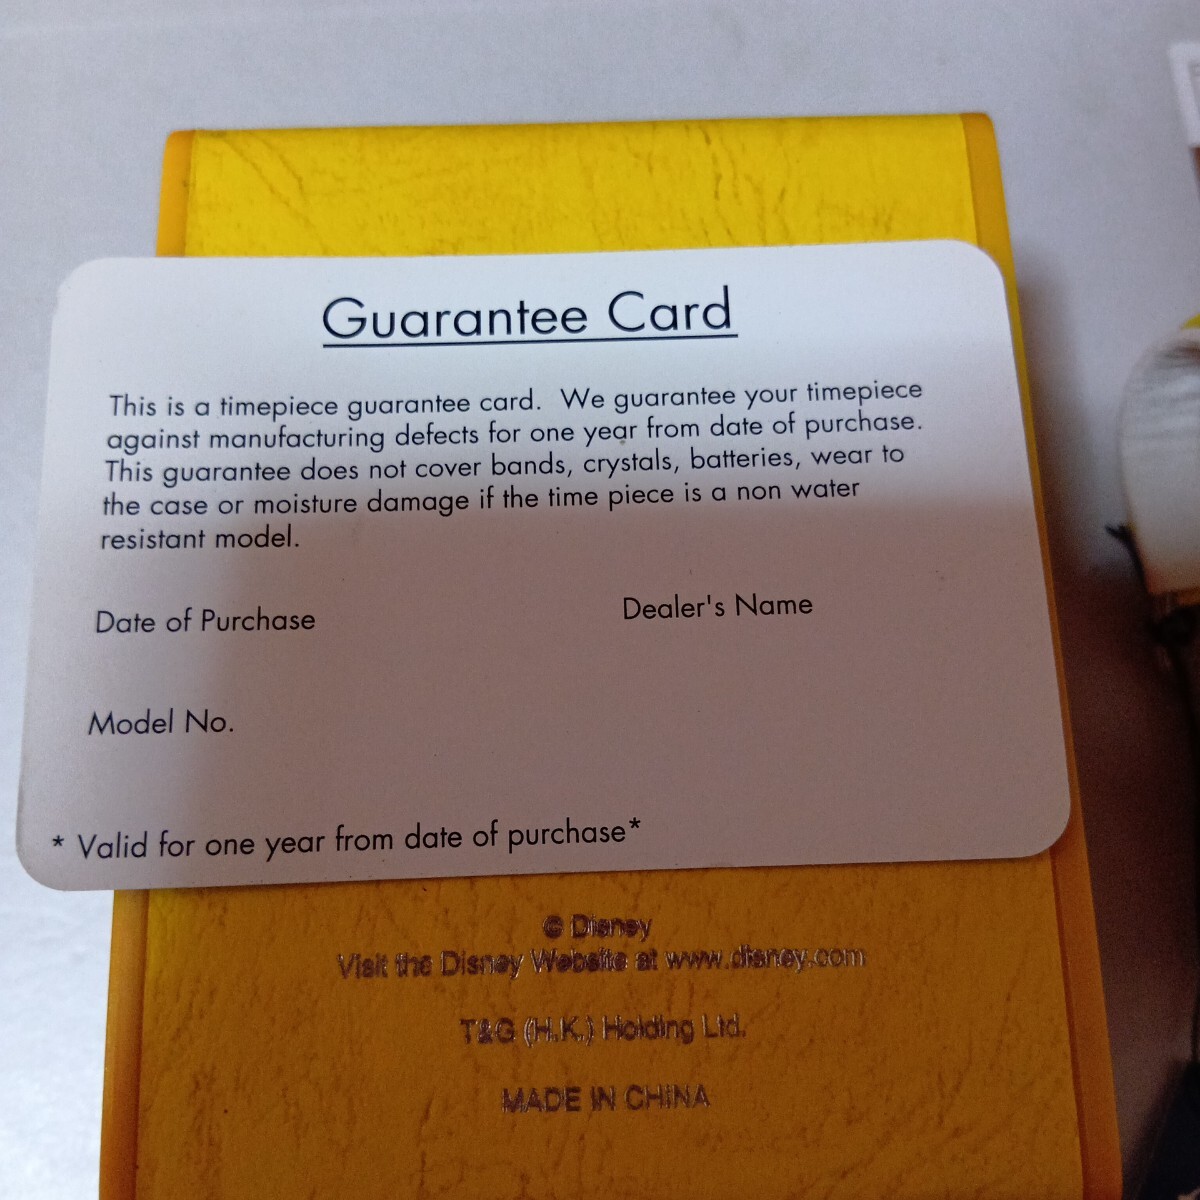 Guarantee Card
This is a timepiece guarantee card. We guarantee your timepiece
against manufacturing defects for one year from date of purchase.
This guarantee does not cover bands, crystals, batteries, wear to
the case or moisture damage if the time piece is a non water
resistant model.
Date of Purchase
Dealer's Name
Model No.
* Valid for one year from date of purchase*
© Disney
Visit the Disney Website at www.disney.com
T&G (H.K.) Holding Ltd.
MADE IN CHINA